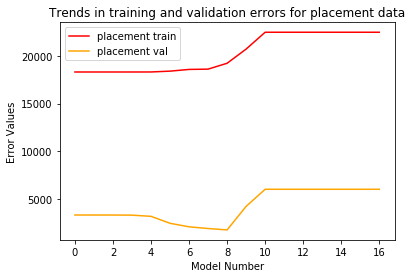 Trends in training and validation errors for placement data
placement train
placement val
Error Values
20000
15000
10000
5000
0 2 4 6 8 10 12 14 16
Model Number